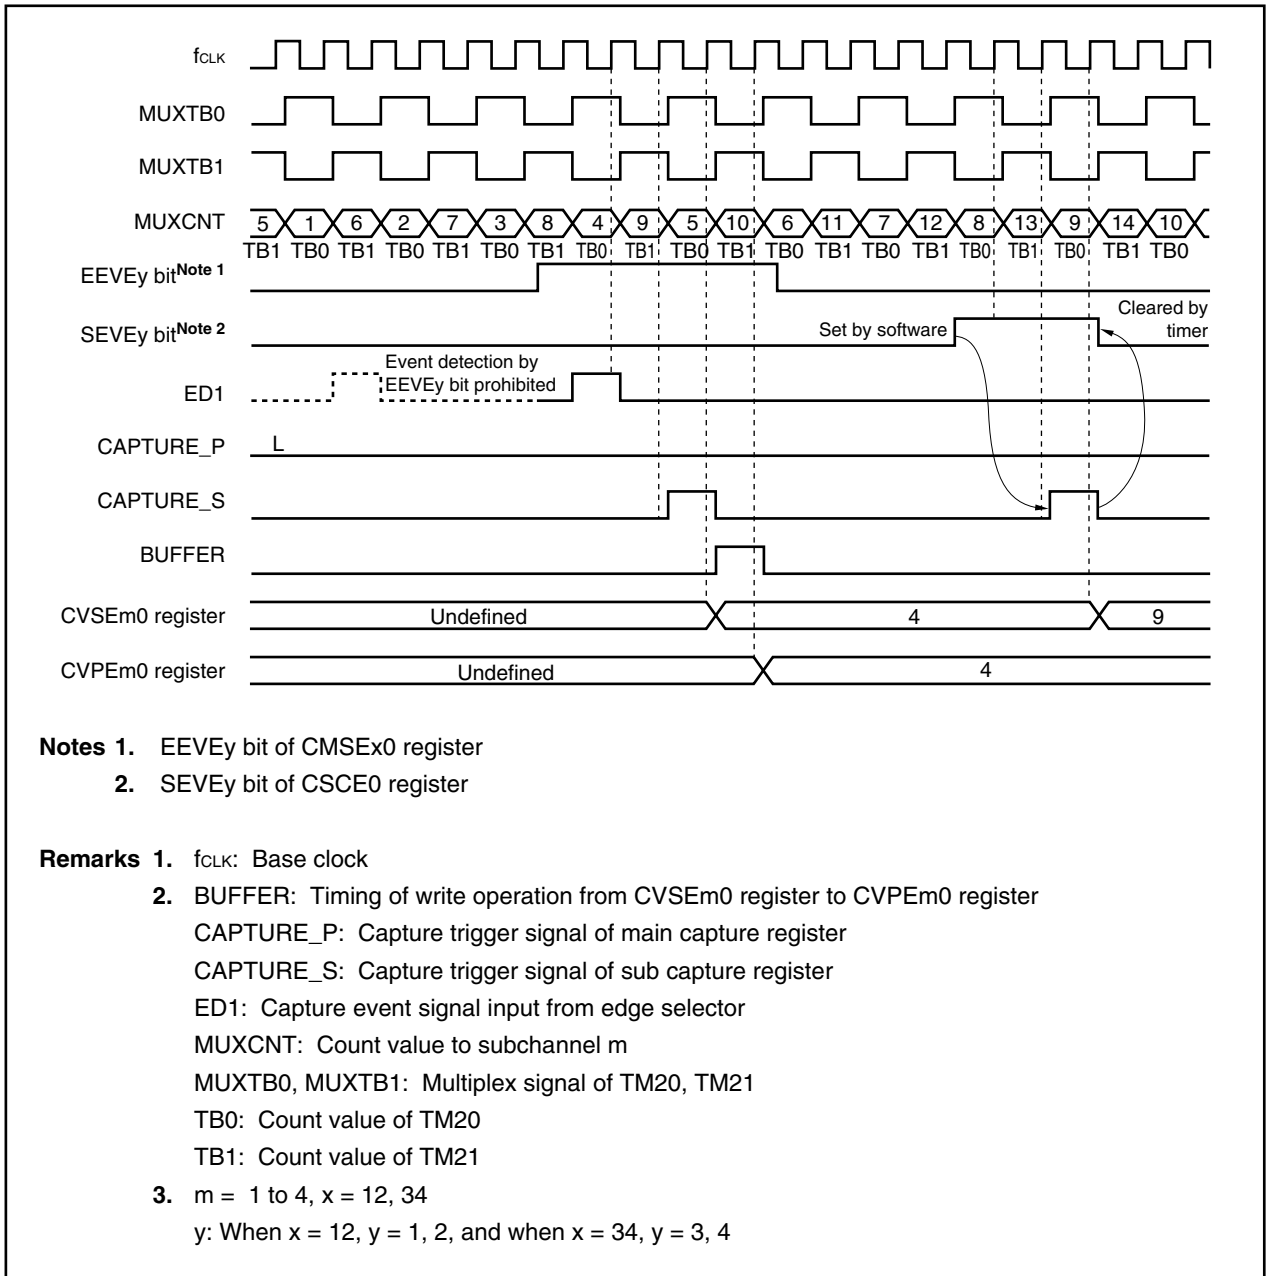 fCLK
MUXTB0
MUXTB1
MUXCNT 5 1 6 2 7 3 8 4 9 5 10 6 11 7 12 8 13 9 14 10
TB1 TB0 TB1 TB0 TB1 TB0 TB1 TB0 TB1 TB0 TB1 TB0 TB1 TB0 TB1 TB0 TB1 TB0 TB1 TB0
EEVEy bitNote 1
SEVEy bitNote 2 Set by software Cleared by timer
ED1 Event detection by EEVEy bit prohibited
CAPTURE_P L
CAPTURE_S
BUFFER
CVSEm0 register Undefined 4 9
CVPEm0 register Undefined 4
Notes 1. EEVEy bit of CMSEx0 register
2. SEVEy bit of CSCE0 register
Remarks 1. fCLK: Base clock
2. BUFFER: Timing of write operation from CVSEm0 register to CVPEm0 register
CAPTURE_P: Capture trigger signal of main capture register
CAPTURE_S: Capture trigger signal of sub capture register
ED1: Capture event signal input from edge selector
MUXCNT: Count value to subchannel m
MUXTB0, MUXTB1: Multiplex signal of TM20, TM21
TB0: Count value of TM20
TB1: Count value of TM21
3. m = 1 to 4, x = 12, 34
y: When x = 12, y = 1, 2, and when x = 34, y = 3, 4